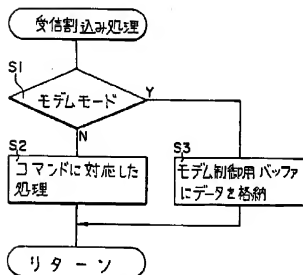 受信割込み処理
S1
モデムモード
Y
N
S2
コマンドに対応した
処理
S3
モデム制御用バッファ
にデータを格納
リターン